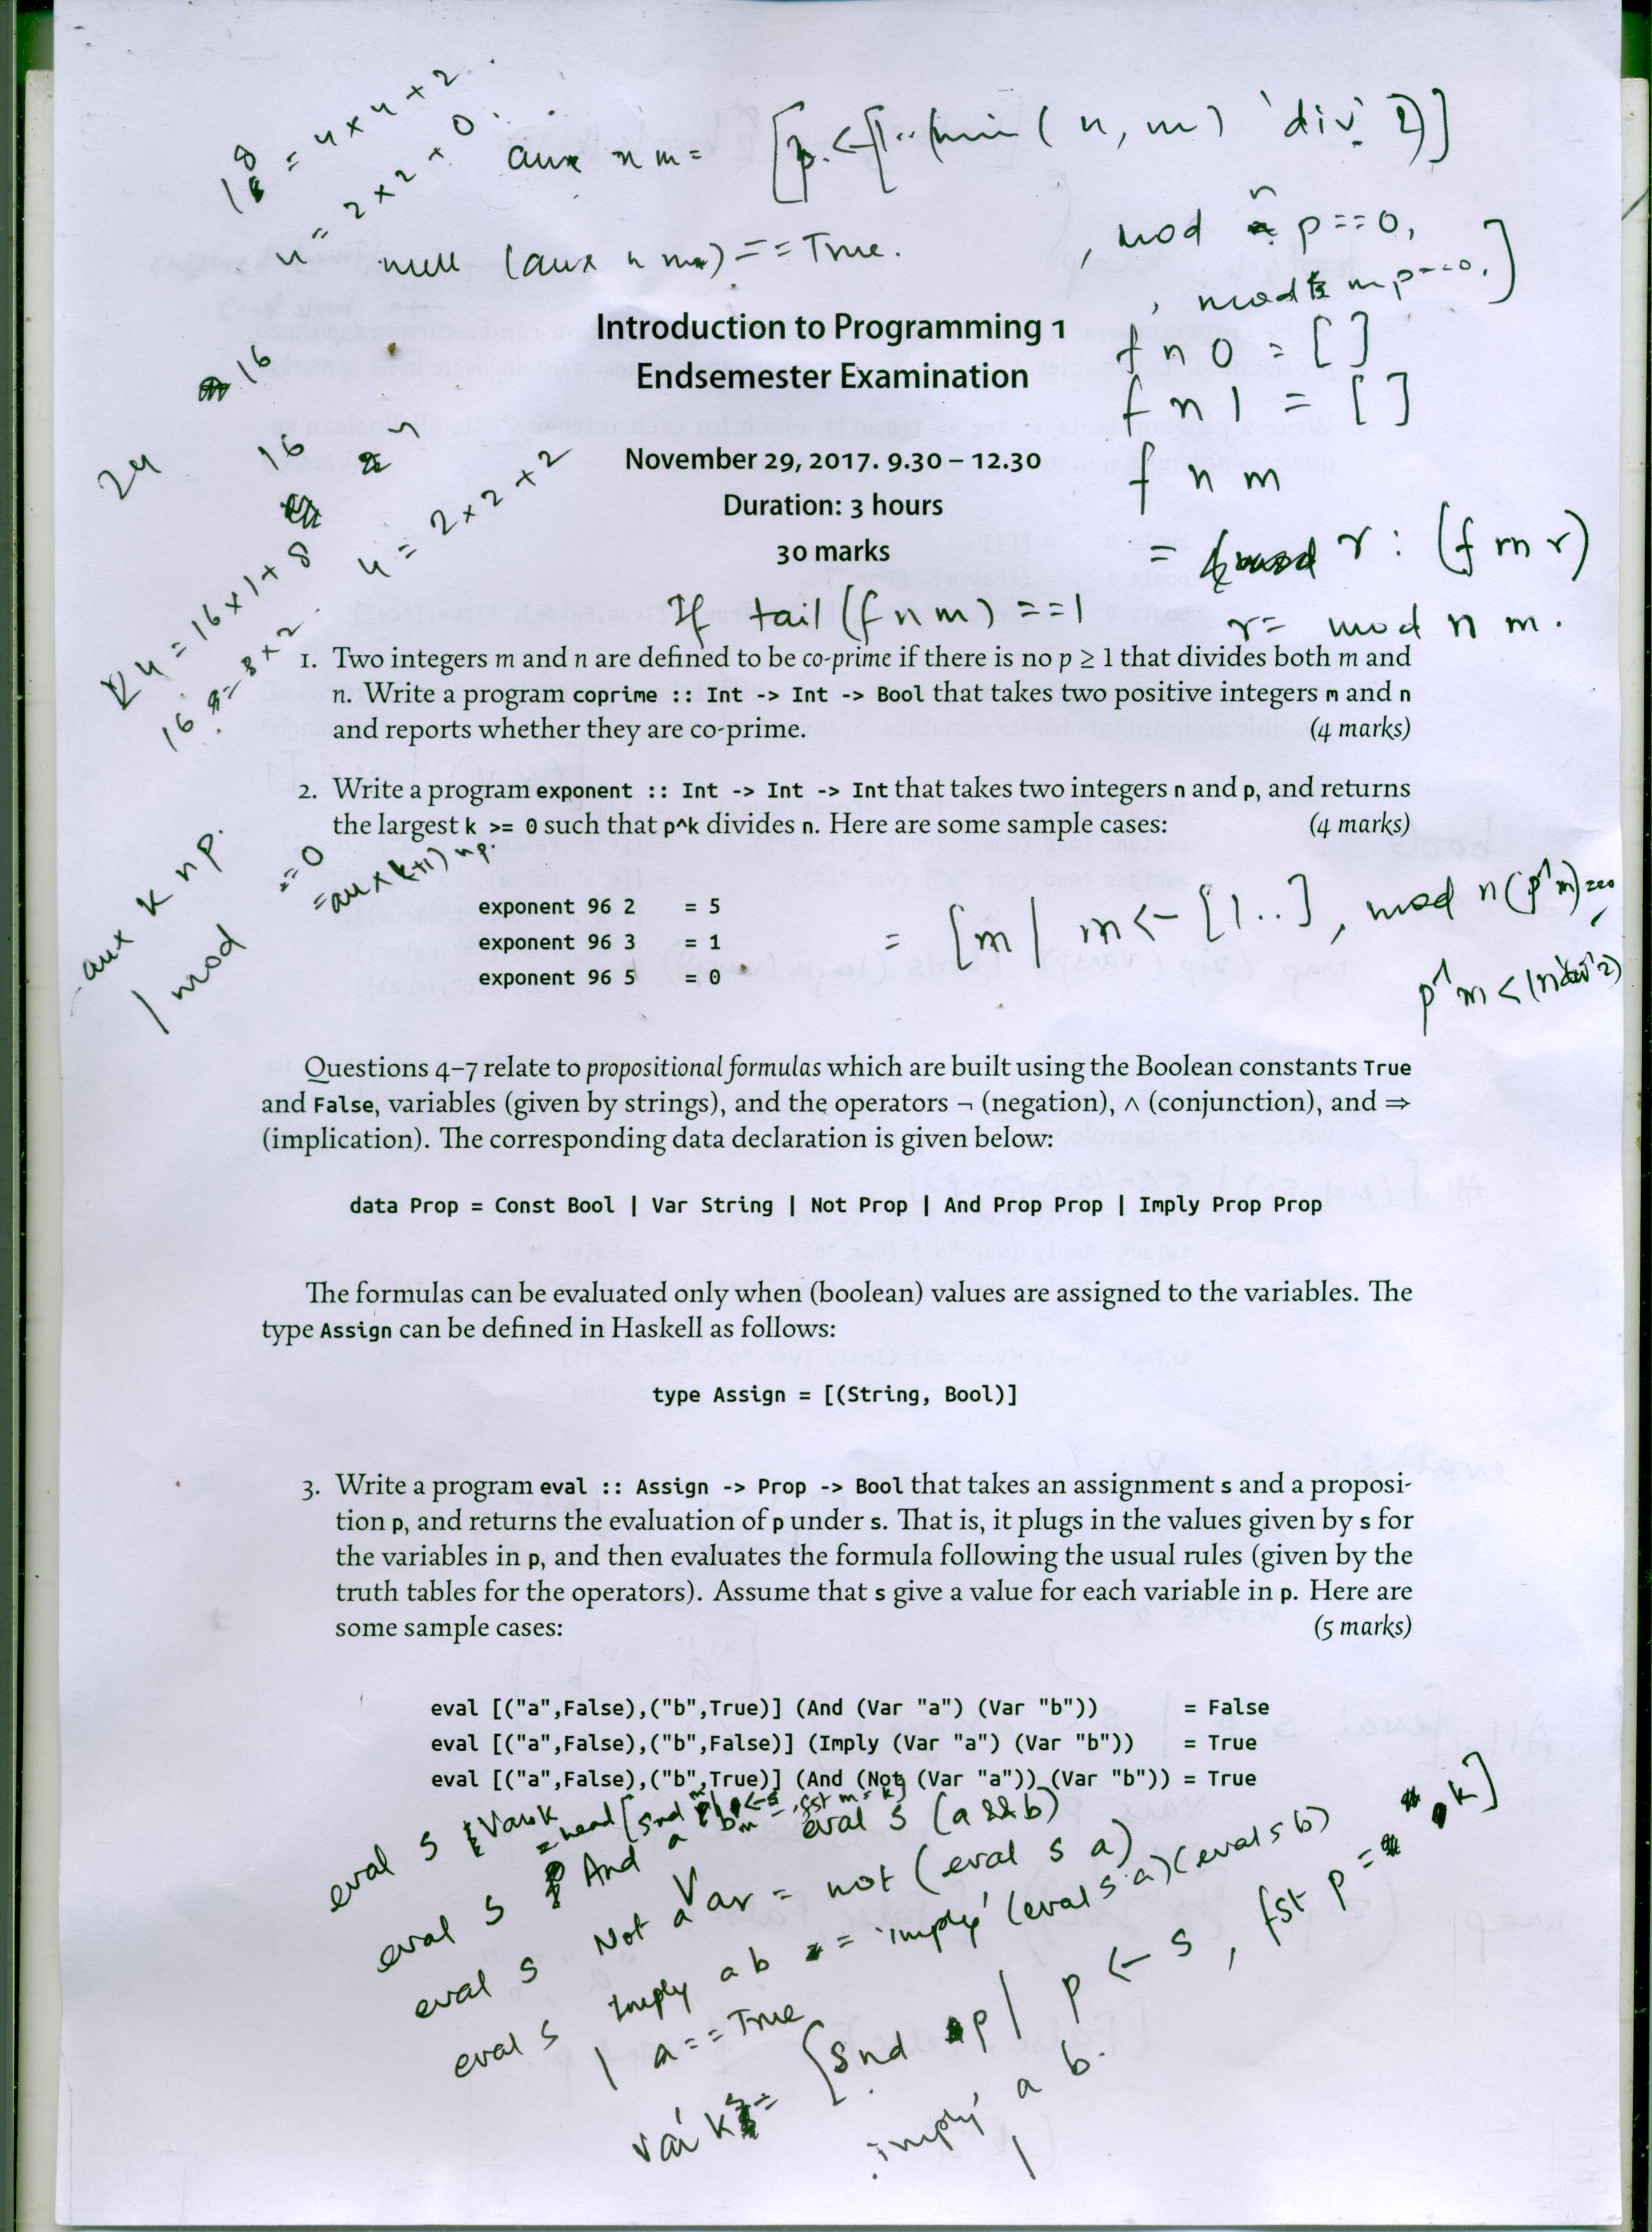 18 = 4 x 4 + 2
4 = 2 x 2 + 0
aux n m = [p <- [1..(min (n, m) `div` 2)]
, mod n p == 0,
, mod m p == 0,]
null (aux n m) == True.
f n 0 = [ ]
f n 1 = [ ]
f n m
= r : (f m r)
r = mod n m.
If tail (f n m) == 1
16
24 16
4 = 2 x 2 + 2
24 = 16 x 1 + 8
16 = 8 x 2
Introduction to Programming 1
Endsemester Examination
November 29, 2017. 9.30 – 12.30
Duration: 3 hours
30 marks
1. Two integers m and n are defined to be co-prime if there is no p ≥ 1 that divides both m and
n. Write a program coprime :: Int -> Int -> Bool that takes two positive integers m and n
and reports whether they are co-prime. (4 marks)
2. Write a program exponent :: Int -> Int -> Int that takes two integers n and p, and returns
the largest k >= 0 such that p^k divides n. Here are some sample cases: (4 marks)
aux k n p.
| mod == 0
= aux (k+1) n p.
exponent 96 2 = 5
exponent 96 3 = 1
exponent 96 5 = 0
= [m | m <- [1..], mod n (p^m)
p^m < (n `div` 2)
Questions 4–7 relate to propositional formulas which are built using the Boolean constants True
and False, variables (given by strings), and the operators ¬ (negation), ∧ (conjunction), and ⇒
(implication). The corresponding data declaration is given below:
data Prop = Const Bool | Var String | Not Prop | And Prop Prop | Imply Prop Prop
The formulas can be evaluated only when (boolean) values are assigned to the variables. The
type Assign can be defined in Haskell as follows:
type Assign = [(String, Bool)]
3. Write a program eval :: Assign -> Prop -> Bool that takes an assignment s and a proposi-
tion p, and returns the evaluation of p under s. That is, it plugs in the values given by s for
the variables in p, and then evaluates the formula following the usual rules (given by the
truth tables for the operators). Assume that s give a value for each variable in p. Here are
some sample cases: (5 marks)
eval [("a",False),("b",True)] (And (Var "a") (Var "b")) = False
eval [("a",False),("b",False)] (Imply (Var "a") (Var "b")) = True
eval [("a",False),("b",True)] (And (Not (Var "a")) (Var "b")) = True
eval s Var k = head [snd m | m <- s, fst m = k]
eval s And a b = eval s (a && b)
eval s Not a Var = not (eval s a)
eval s Imply a b = imply' (eval s a) (eval s b)
| a == True
var' k s = [snd p | p <- s, fst p == k]
imply' a b.
|